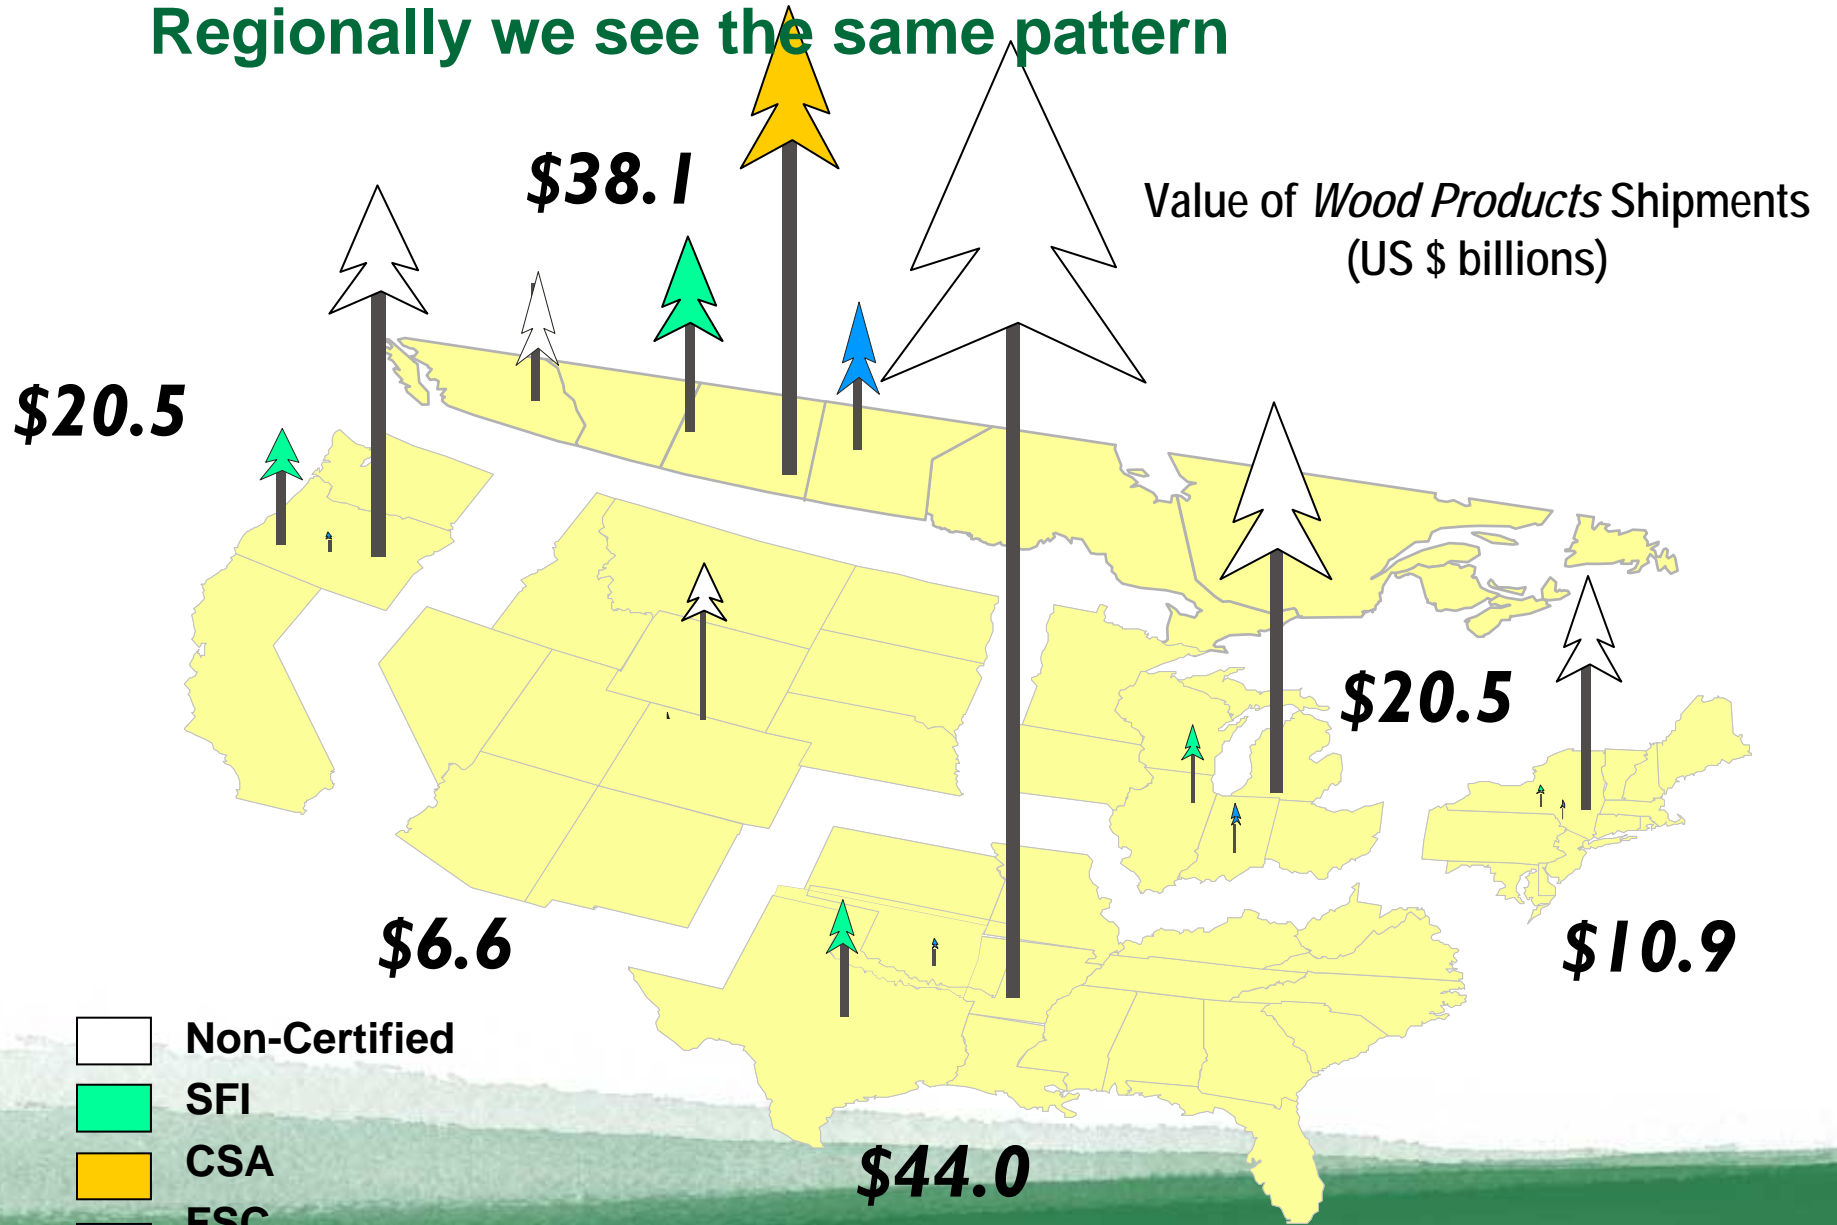 Regionally we see the same pattern
$38.1
Value of Wood Products Shipments
(US $ billions)
$20.5
$20.5
$6.6
$10.9
Non-Certified
SFI
CSA
$44.0
FSC